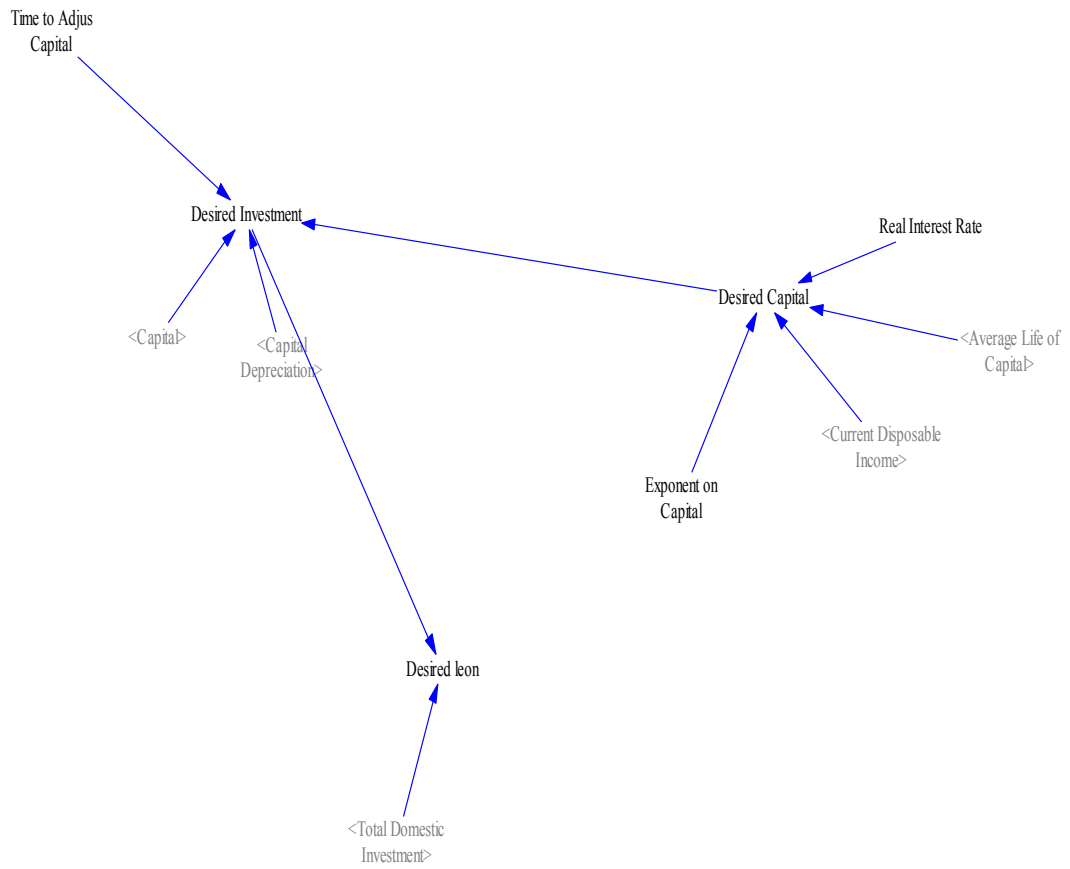 Time to Adjus
Capital
Desired Investment
Real Interest Rate
Desired Capital
<Capital>
<Capital
Depreciation>
<Average Life of
Capital>
<Current Disposable
Income>
Exponent on
Capital
Desired leon
<Total Domestic
Investment>